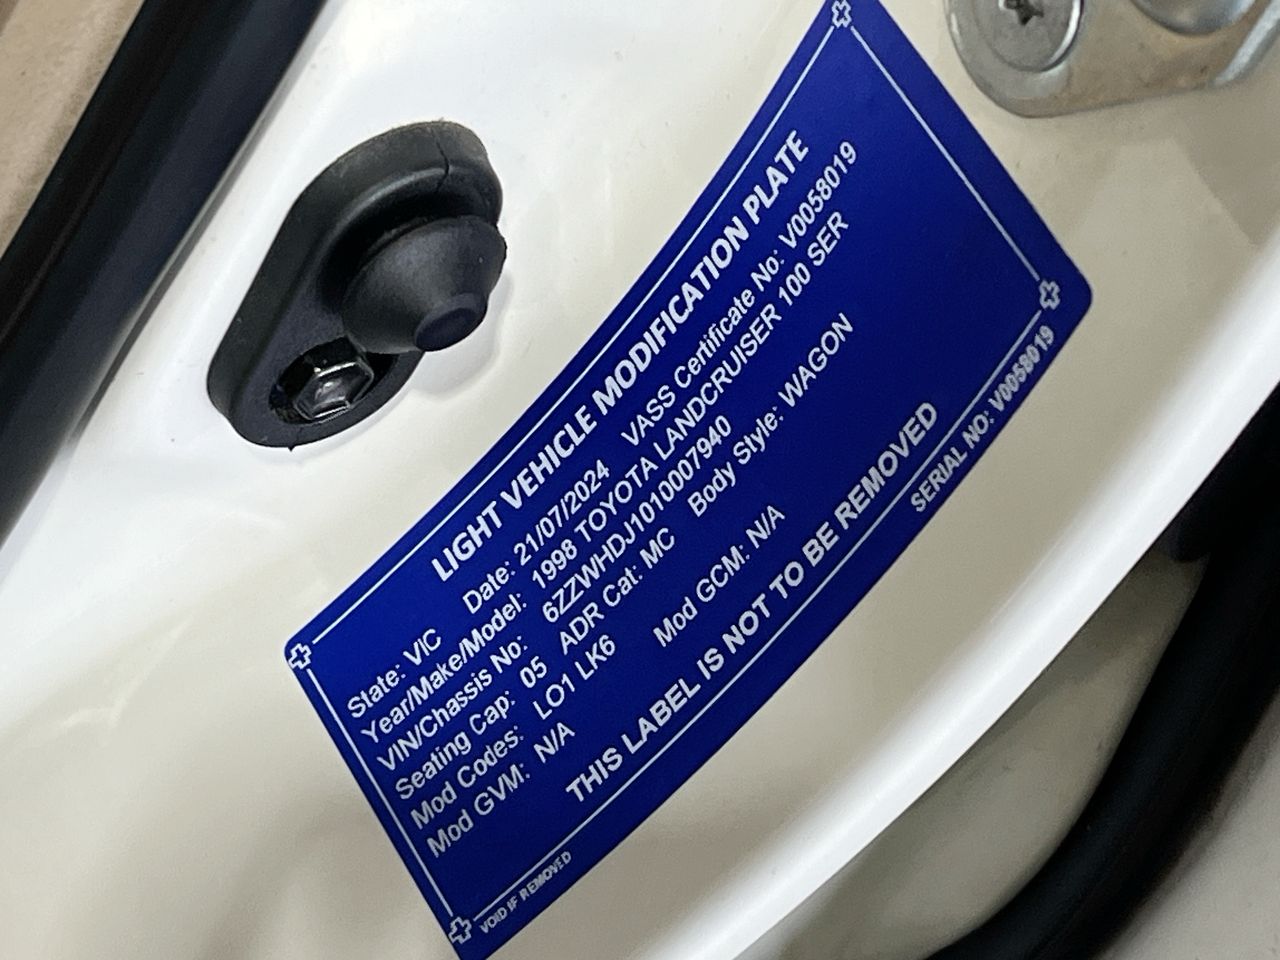 LIGHT VEHICLE MODIFICATION PLATE
State: VIC Date: 21/07/2024 VASS Certificate No: V0058019
Year/Make/Model: 1998 TOYOTA LANDCRUISER 100 SER
VIN/Chassis No: 6ZZWHDJ1010007940
Seating Cap: 05 ADR Cat: MC Body Style: WAGON
Mod Codes: LO1 LK6
Mod GVM: N/A Mod GCM: N/A
THIS LABEL IS NOT TO BE REMOVED
VOID IF REMOVED SERIAL NO: V0058019